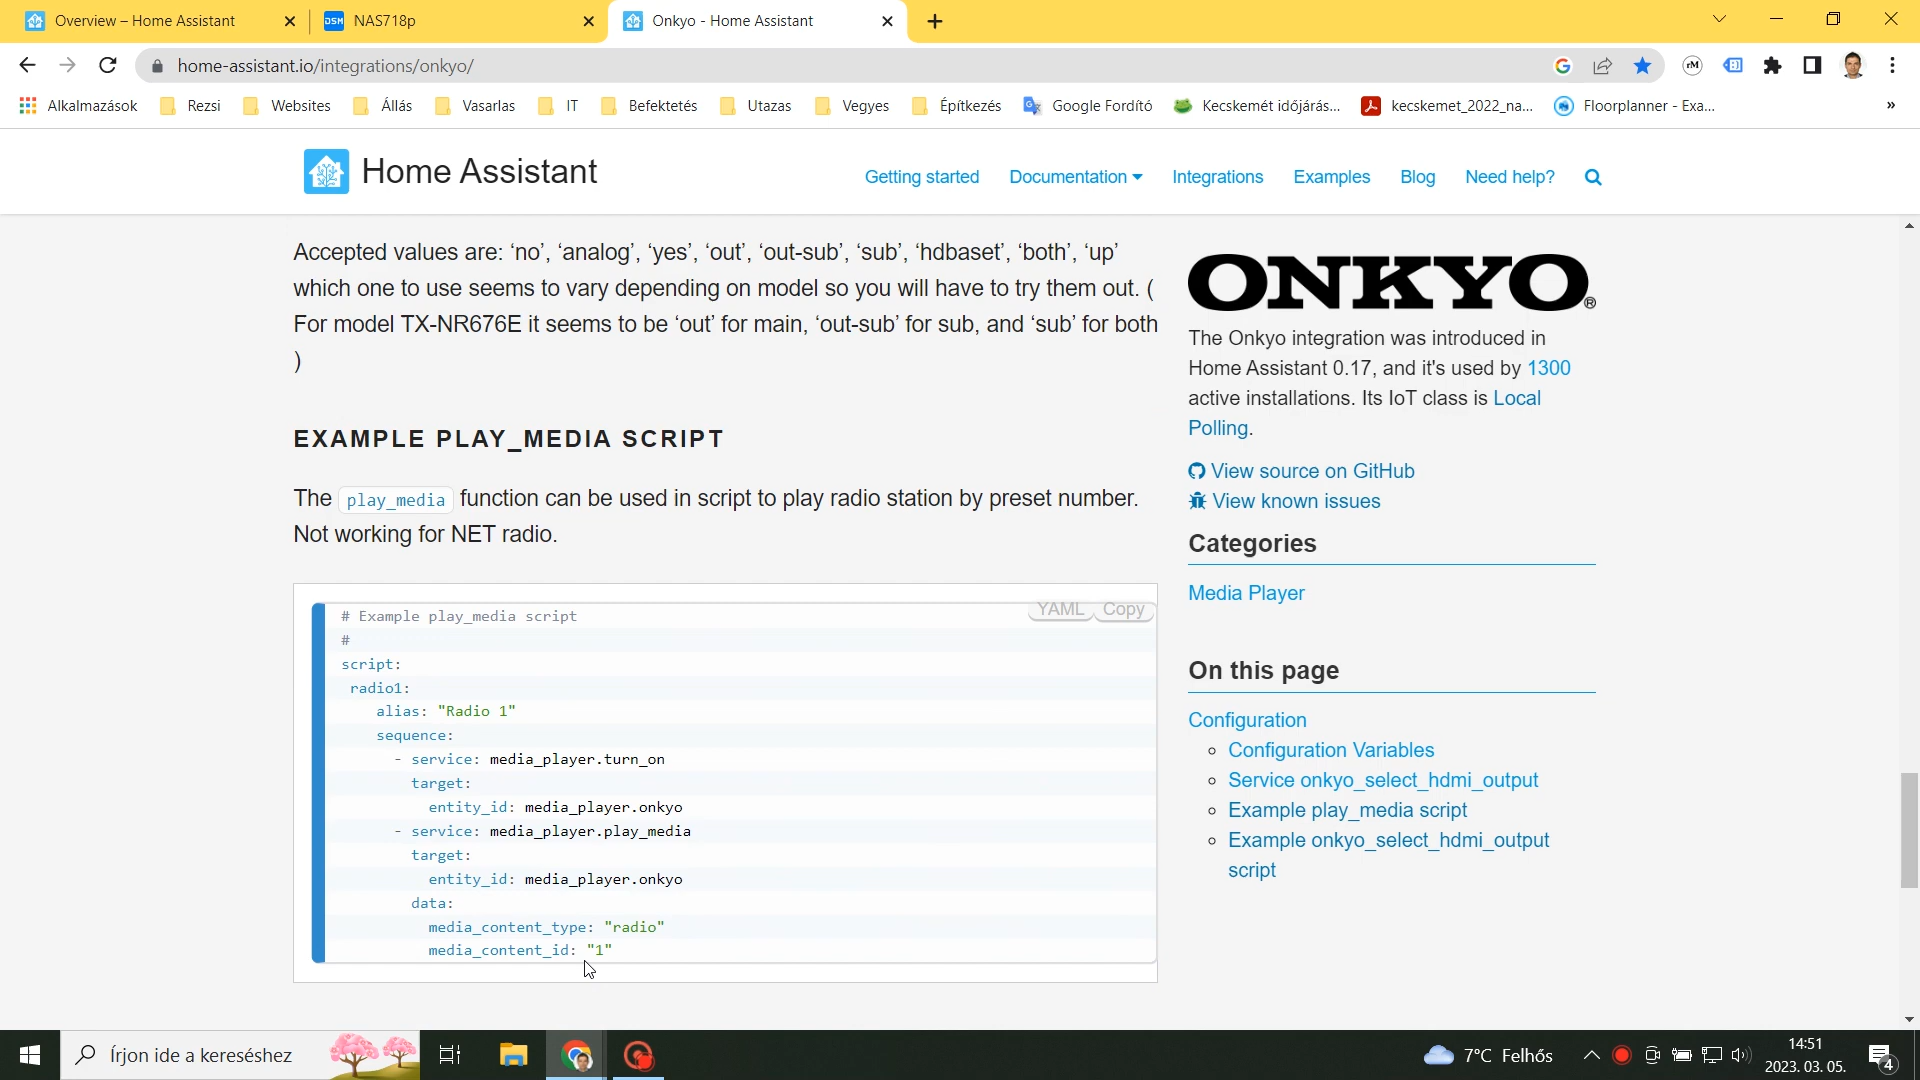 Overview – Home Assistant
NAS718p
Onkyo - Home Assistant
home-assistant.io/integrations/onkyo/
Alkalmazások
Rezsi
Websites
Állás
Vasarlas
IT
Befektetés
Utazas
Vegyes
Építkezés
Google Fordító
Kecskemét időjárás...
kecskemet_2022_na...
Floorplanner - Exa...
»
Home Assistant
Getting started
Documentation
Integrations
Examples
Blog
Need help?
Accepted values are: ‘no’, ‘analog’, ‘yes’, ‘out’, ‘out-sub’, ‘sub’, ‘hdbaset’, ‘both’, ‘up’
which one to use seems to vary depending on model so you will have to try them out. (
For model TX-NR676E it seems to be ‘out’ for main, ‘out-sub’ for sub, and ‘sub’ for both
)
EXAMPLE PLAY_MEDIA SCRIPT
The play_media function can be used in script to play radio station by preset number.
Not working for NET radio.
YAML Copy
# Example play_media script
#
script:
radio1:
alias: "Radio 1"
sequence:
- service: media_player.turn_on
target:
entity_id: media_player.onkyo
- service: media_player.play_media
target:
entity_id: media_player.onkyo
data:
media_content_type: "radio"
media_content_id: "1"
ONKYO®
The Onkyo integration was introduced in
Home Assistant 0.17, and it's used by 1300
active installations. Its IoT class is Local
Polling.
View source on GitHub
View known issues
Categories
Media Player
On this page
Configuration
Configuration Variables
Service onkyo_select_hdmi_output
Example play_media script
Example onkyo_select_hdmi_output
script
Írjon ide a kereséshez
7°C Felhős
14:51
2023. 03. 05.
4